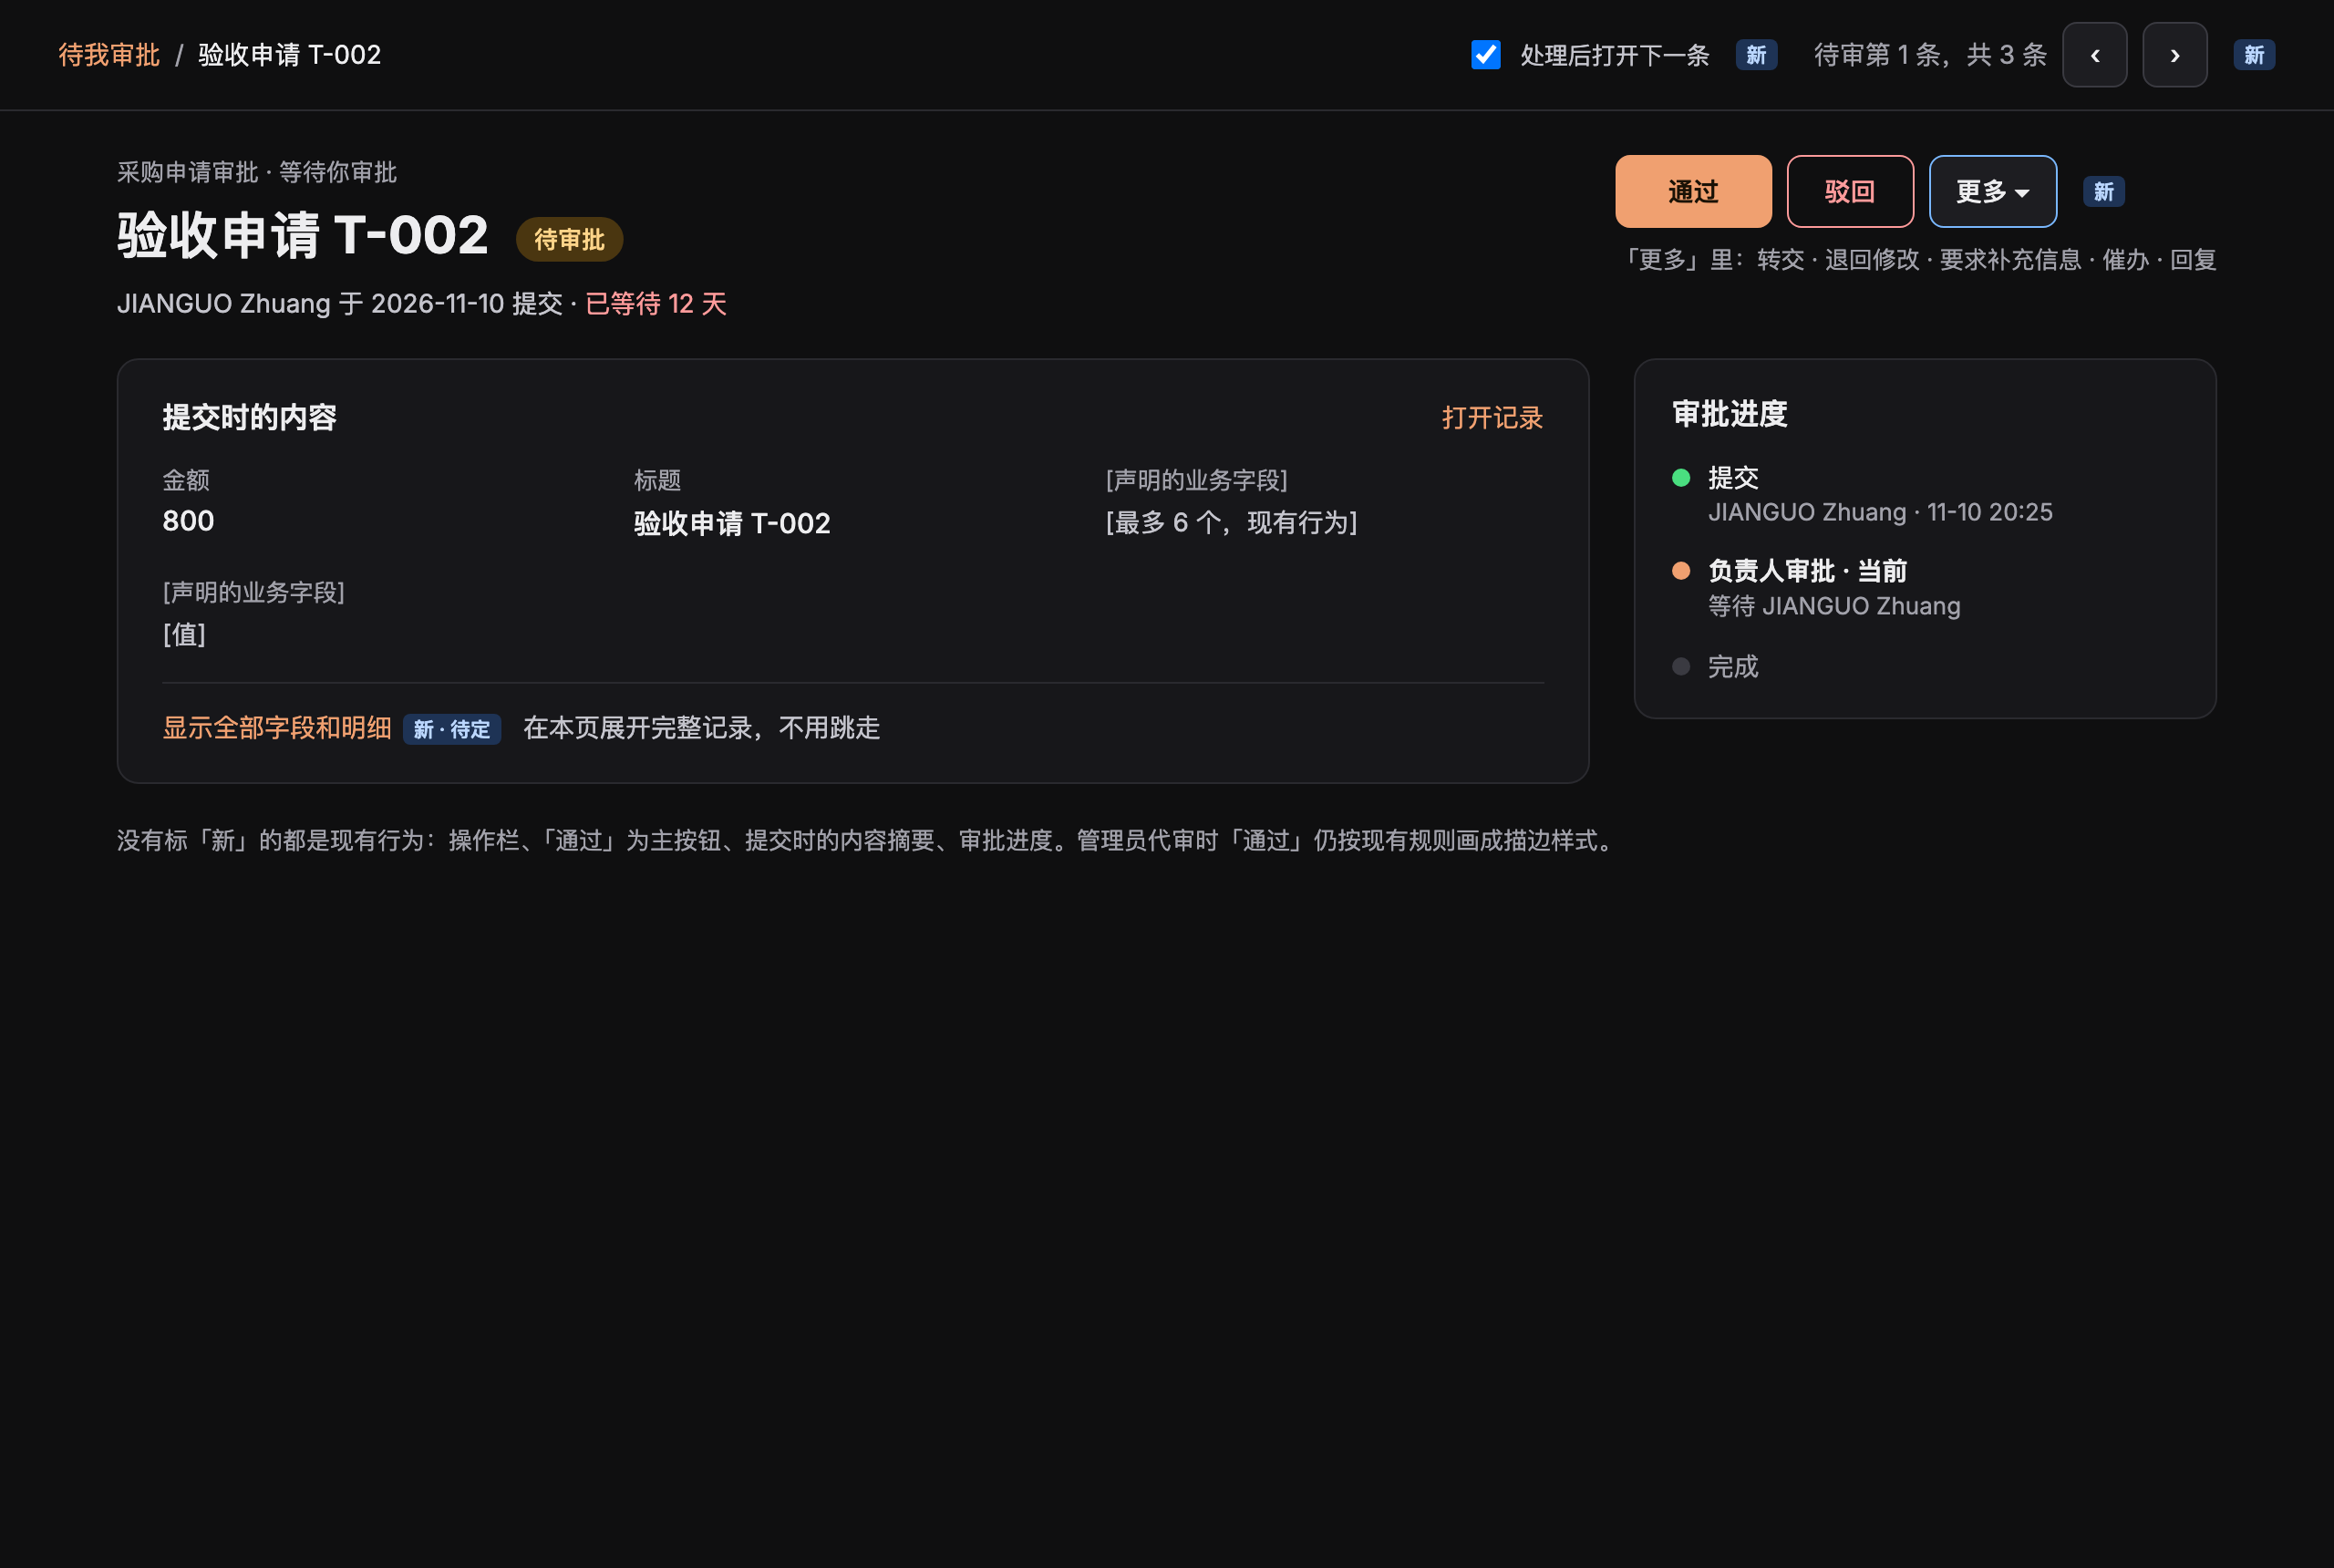 待我审批 / 验收申请 T-002
处理后打开下一条 新 待审第 1 条，共 3 条 ‹ › 新
采购申请审批 · 等待你审批
验收申请 T-002 待审批
JIANGUO Zhuang 于 2026-11-10 提交 · 已等待 12 天
通过 驳回 更多 新
「更多」里：转交 · 退回修改 · 要求补充信息 · 催办 · 回复
提交时的内容 打开记录
金额 标题 [声明的业务字段]
800 验收申请 T-002 [最多 6 个，现有行为]
[声明的业务字段]
[值]
显示全部字段和明细 新 · 待定 在本页展开完整记录，不用跳走
审批进度
提交
JIANGUO Zhuang · 11-10 20:25
负责人审批 · 当前
等待 JIANGUO Zhuang
完成
没有标「新」的都是现有行为：操作栏、「通过」为主按钮、提交时的内容摘要、审批进度。管理员代审时「通过」仍按现有规则画成描边样式。